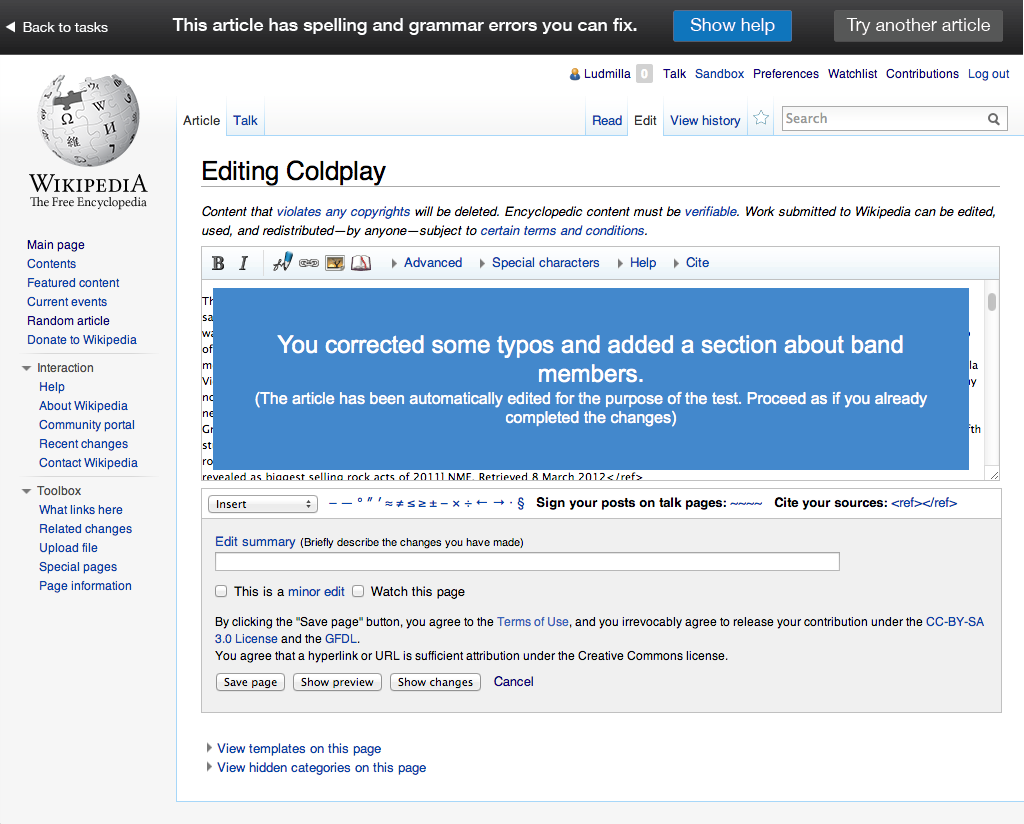 Back to tasks
This article has spelling and grammar errors you can fix.
Show help
Try another article
Ludmilla 0 Talk Sandbox Preferences Watchlist Contributions Log out
Article Talk
Read Edit View history
Search
WIKIPEDIA
The Free Encyclopedia
Main page
Contents
Featured content
Current events
Random article
Donate to Wikipedia
Interaction
Help
About Wikipedia
Community portal
Recent changes
Contact Wikipedia
Toolbox
What links here
Related changes
Upload file
Special pages
Page information
Editing Coldplay
Content that violates any copyrights will be deleted. Encyclopedic content must be verifiable. Work submitted to Wikipedia can be edited,
used, and redistributed—by anyone—subject to certain terms and conditions.
B I Advanced Special characters Help Cite
You corrected some typos and added a section about band
members.
(The article has been automatically edited for the purpose of the test. Proceed as if you already
completed the changes)
revealed as biggest selling rock acts of 2011] NME. Retrieved 8 March 2012</ref>
Insert – — ° ″ ′ ≈ ≠ ≤ ≥ ± − × ÷ ← → · § Sign your posts on talk pages: ~~~~ Cite your sources: <ref></ref>
Edit summary (Briefly describe the changes you have made)
This is a minor edit Watch this page
By clicking the "Save page" button, you agree to the Terms of Use, and you irrevocably agree to release your contribution under the CC-BY-SA
3.0 License and the GFDL.
You agree that a hyperlink or URL is sufficient attribution under the Creative Commons license.
Save page Show preview Show changes Cancel
View templates on this page
View hidden categories on this page